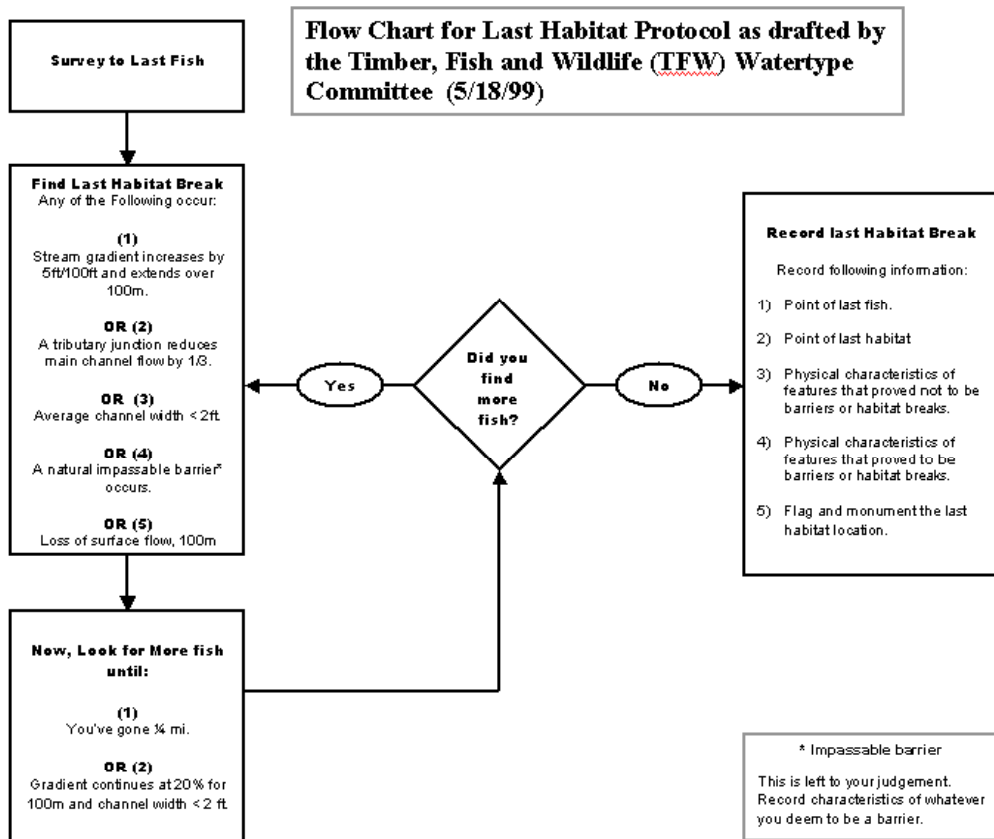 Flow Chart for Last Habitat Protocol as drafted by
the Timber, Fish and Wildlife (TFW) Watertype
Committee (5/18/99)
Survey to Last Fish
Find Last Habitat Break
Any of the Following occur:
(1)
Stream gradient increases by
5ft/100ft and extends over
100m.
OR (2)
A tributary junction reduces
main channel flow by 1/3.
OR (3)
Average channel width < 2ft
OR (4)
A natural impassable barrier*
occurs.
OR (5)
Loss of surface flow, 100m
Now, Look for More fish
until:
(1)
You've gone ¼ mi.
OR (2)
Gradient continues at 20% for
100m and channel width < 2 ft
Did you
find
more
fish?
Yes
No
Record last Habitat Break
Record following information:
1) Point of last fish.
2) Point of last habitat
3) Physical characteristics of
features that proved not to be
barriers or habitat breaks.
4) Physical characteristics of
features that proved to be
barriers or habitat breaks.
5) Flag and monument the last
habitat location.
* Impassable barrier
This is left to your judgement.
Record characteristics of whatever
you deem to be a barrier.